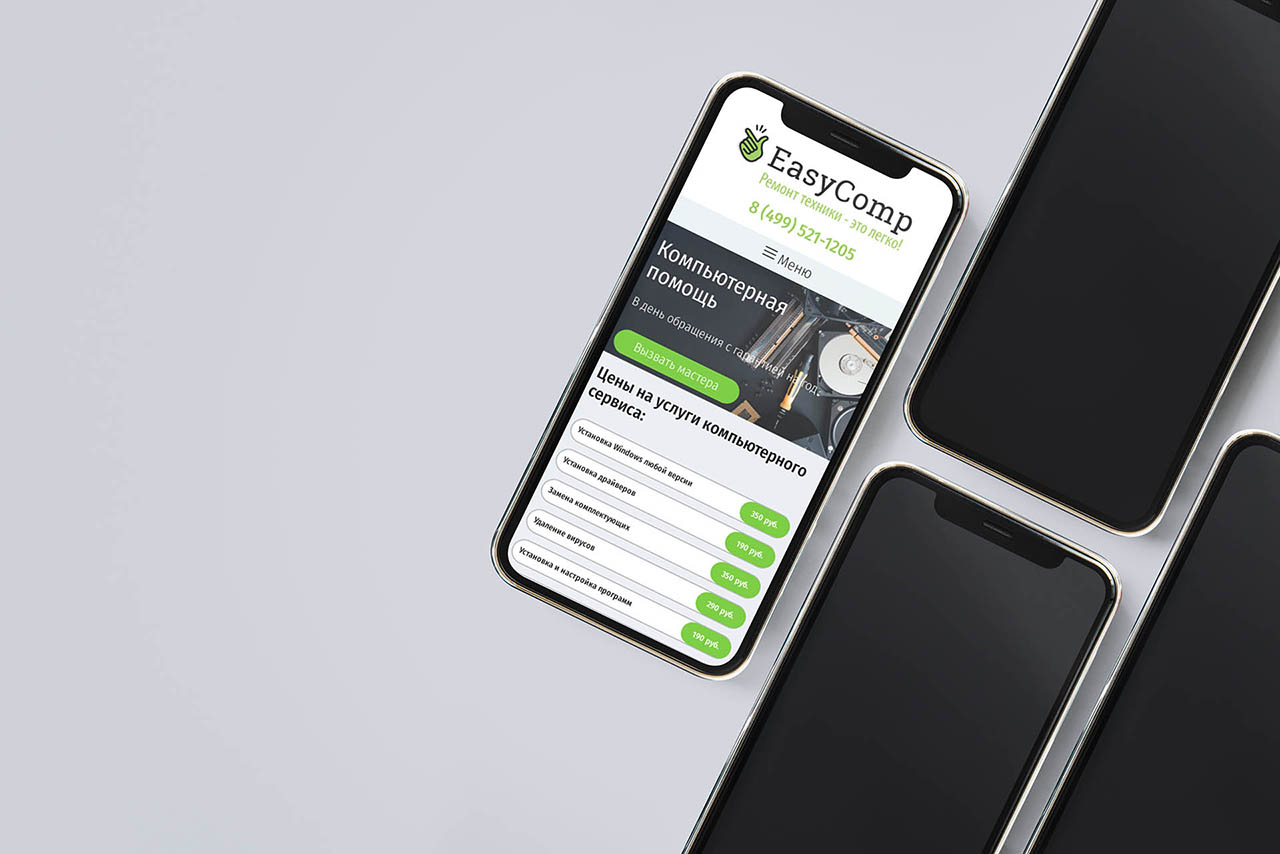 EasyComp
Ремонт техники - это легко!
8 (499) 521-1205
Меню
Компьютерная
помощь
В день обращения с гарантией на год.
Вызвать мастера
Цены на услуги компьютерного
сервиса:
Установка Windows любой версии
350 руб.
Установка драйверов
190 руб.
Замена комплектующих
350 руб.
Удаление вирусов
290 руб.
Установка и настройка программ
190 руб.